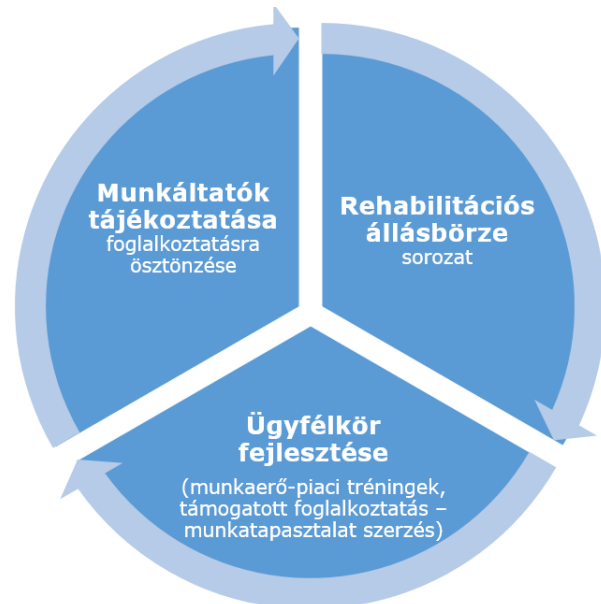 Munkáltatók
tájékoztatása
foglalkoztatásra
ösztönzése
Rehabilitációs
állásbörze
sorozat
Ügyfélkör
fejlesztése
(munkaerő-piaci tréningek,
támogatott foglalkoztatás –
munkatapasztalat szerzés)